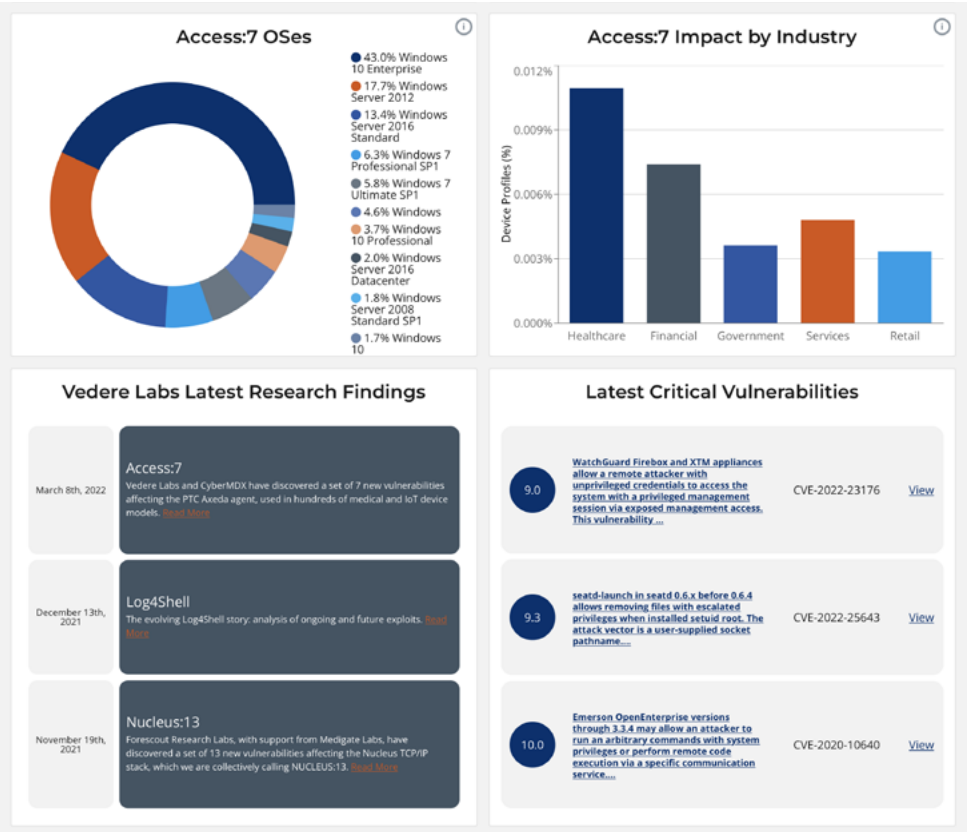 Access:7 OSes
43.0% Windows
10 Enterprise
17.7% Windows
Server 2012
13.4% Windows
Server 2016
Standard
6.3% Windows 7
Professional SP1
5.8% Windows 7
Ultimate SP1
4.6% Windows
3.7% Windows
10 Professional
2.0% Windows
Server 2016
Datacenter
1.8% Windows
Server 2008
Standard SP1
1.7% Windows
10
Access:7 Impact by Industry
Device Profiles (%)
0.012%
0.009%
0.006%
0.003%
0.000%
Healthcare Financial Government Services Retail
Vedere Labs Latest Research Findings
March 8th, 2022
Access:7
Vedere Labs and CyberMDX have discovered a set of 7 new vulnerabilities
affecting the PTC Axeda agent, used in hundreds of medical and IoT device
models. Read More
December 13th,
2021
Log4Shell
The evolving Log4Shell story: analysis of ongoing and future exploits. Read
More
November 19th,
2021
Nucleus:13
Forescout Research Labs, with support from Medigate Labs, have
discovered a set of 13 new vulnerabilities affecting the Nucleus TCP/IP
stack, which we are collectively calling NUCLEUS:13. Read More
Latest Critical Vulnerabilities
9.0
WatchGuard Firebox and XTM appliances
allow a remote attacker with
unprivileged credentials to access the
system with a privileged management
session via exposed management access.
This vulnerability ...
CVE-2022-23176
View
9.3
seatd-launch in seatd 0.6.x before 0.6.4
allows removing files with escalated
privileges when installed setuid root. The
attack vector is a user-supplied socket
pathname....
CVE-2022-25643
View
10.0
Emerson OpenEnterprise versions
through 3.3.4 may allow an attacker to
run an arbitrary commands with system
privileges or perform remote code
execution via a specific communication
service....
CVE-2020-10640
View